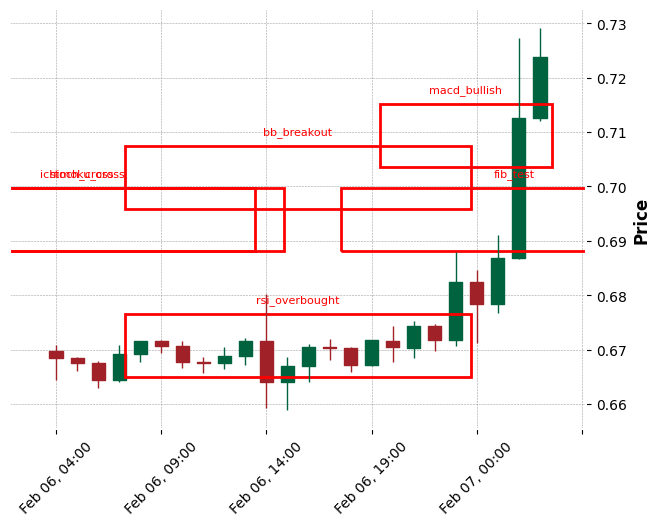 0.73
0.72
macd_bullish
0.71
bb_breakout
0.70
ichimoku_cross
stoch_cross
fib_test
0.69
Price
0.68
rsi_overbought
0.67
0.66
Feb 06, 04:00
Feb 06, 09:00
Feb 06, 14:00
Feb 06, 19:00
Feb 07, 00:00